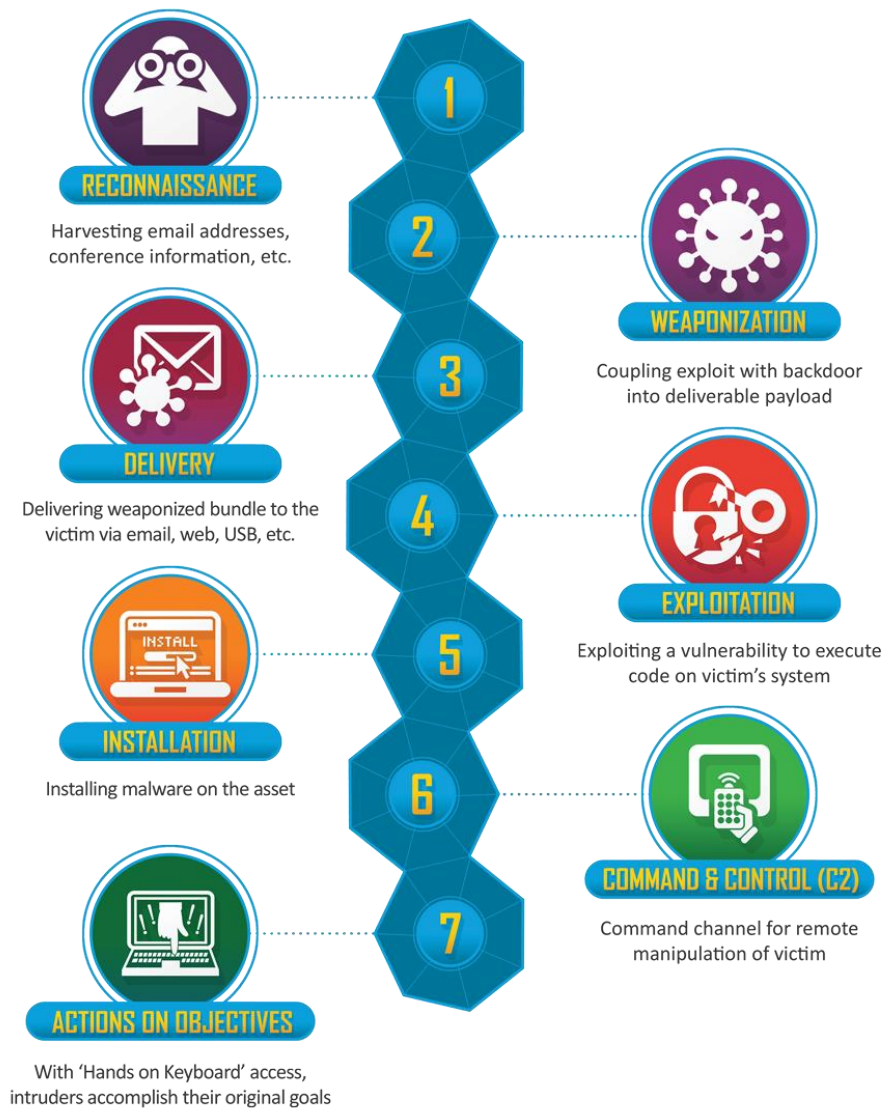 1
RECONNAISSANCE
Harvesting email addresses,
conference information, etc.
2
WEAPONIZATION
Coupling exploit with backdoor
into deliverable payload
3
DELIVERY
Delivering weaponized bundle to the
victim via email, web, USB, etc.
4
EXPLOITATION
Exploiting a vulnerability to execute
code on victim’s system
5
INSTALL
INSTALLATION
Installing malware on the asset
6
COMMAND & CONTROL (C2)
Command channel for remote
manipulation of victim
7
ACTIONS ON OBJECTIVES
With ‘Hands on Keyboard’ access,
intruders accomplish their original goals